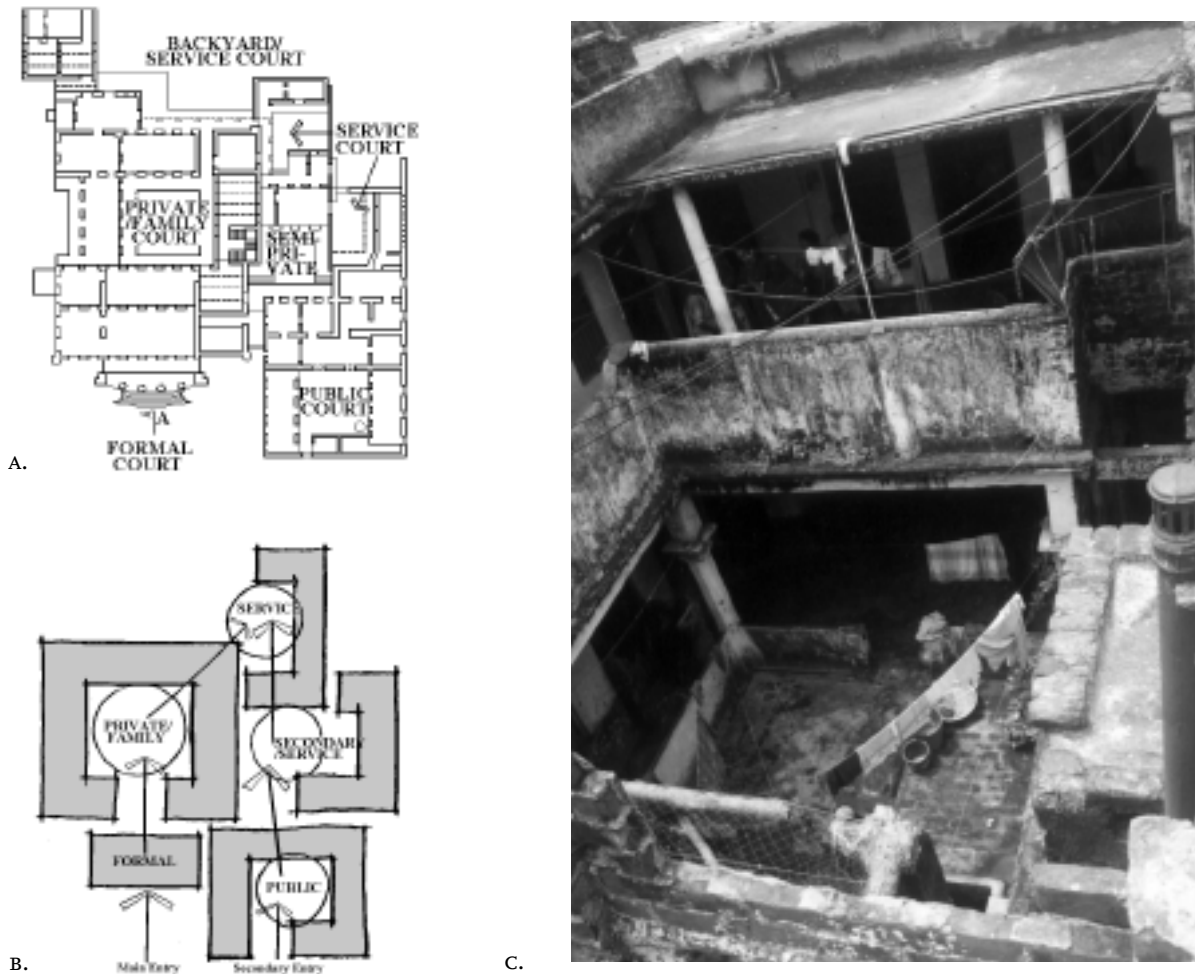 BACKYARD/
SERVICE COURT
SERVICE
COURT
PRIVATE
/FAMILY
COURT
SEMI-
PRI-
VATE
PUBLIC
COURT
A
FORMAL
COURT
A.
SERVIC
PRIVATE/
FAMILY
SECONDARY
/SERVICE
FORMAL
PUBLIC
Main Entry
Secondary Entry
B.
C.